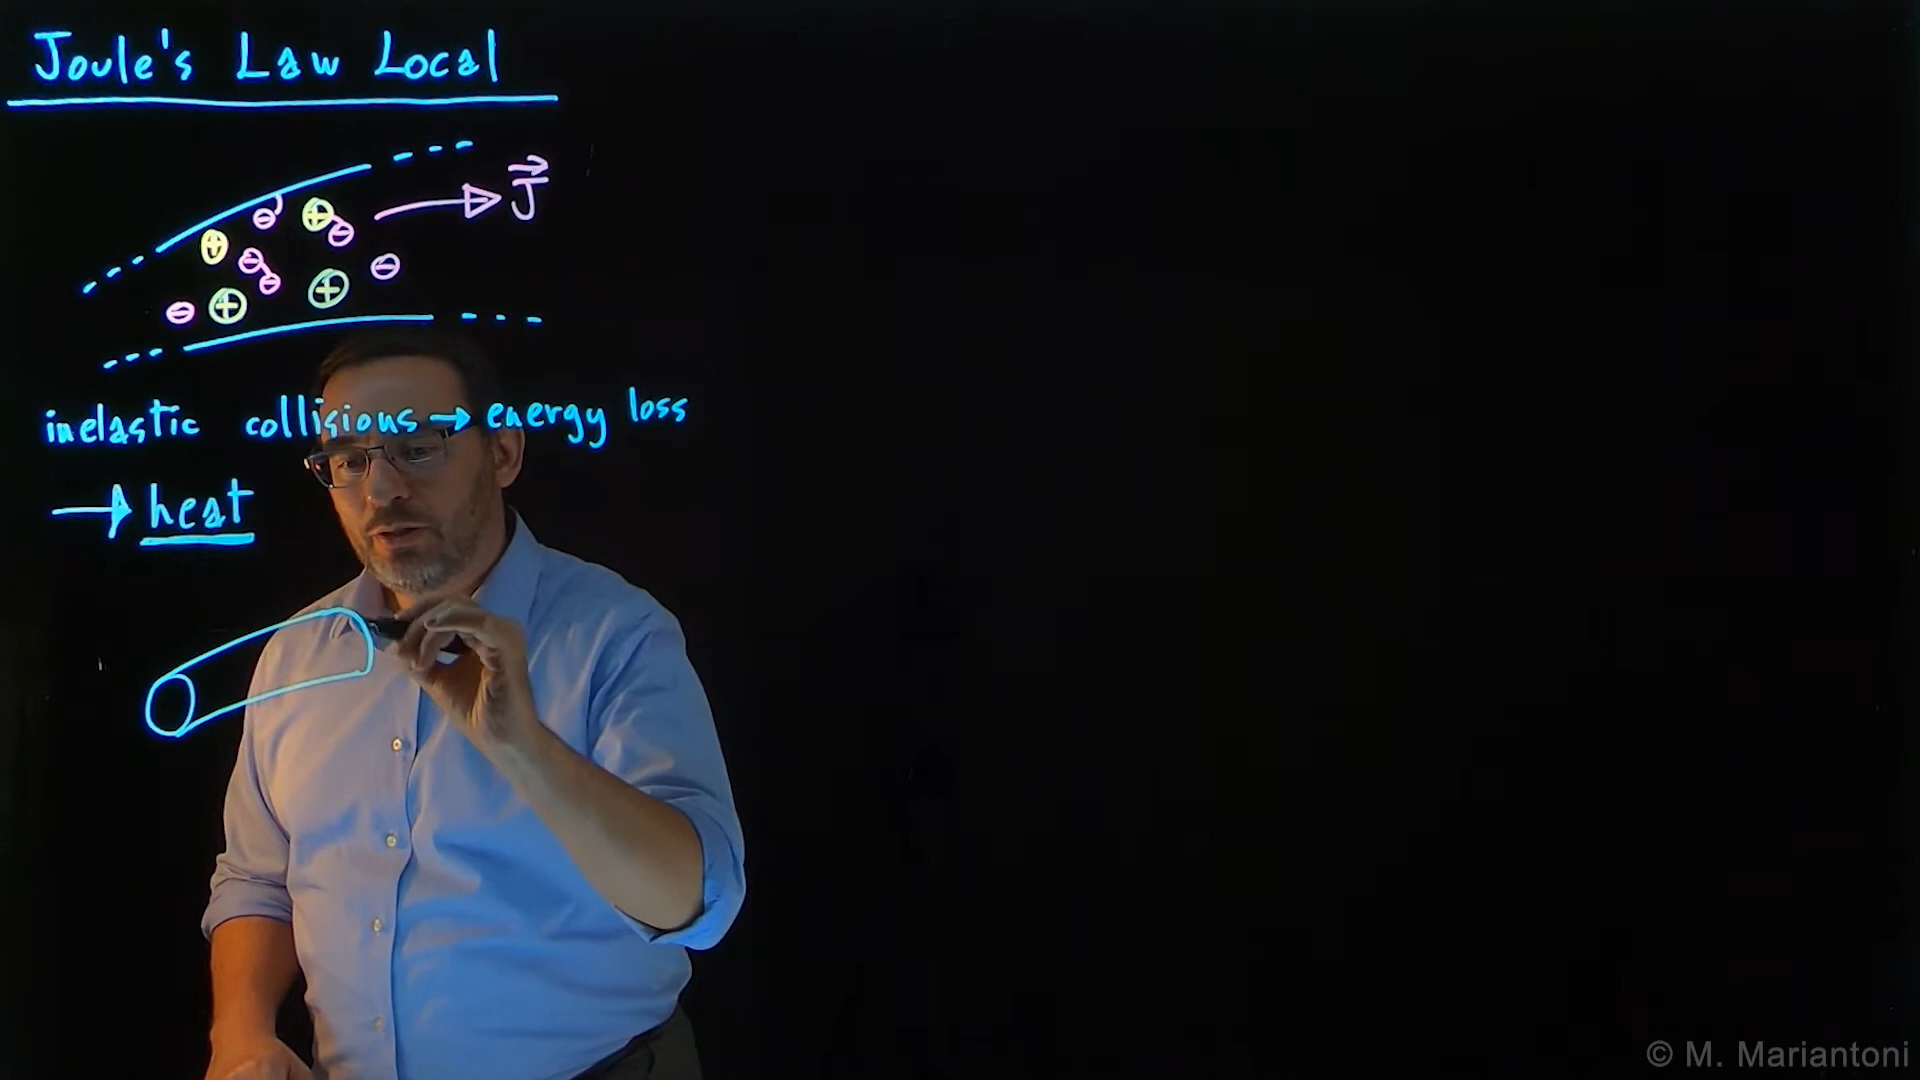 Joule's Law Local
J
inelastic collisions → energy loss
→ heat
© M. Mariantoni